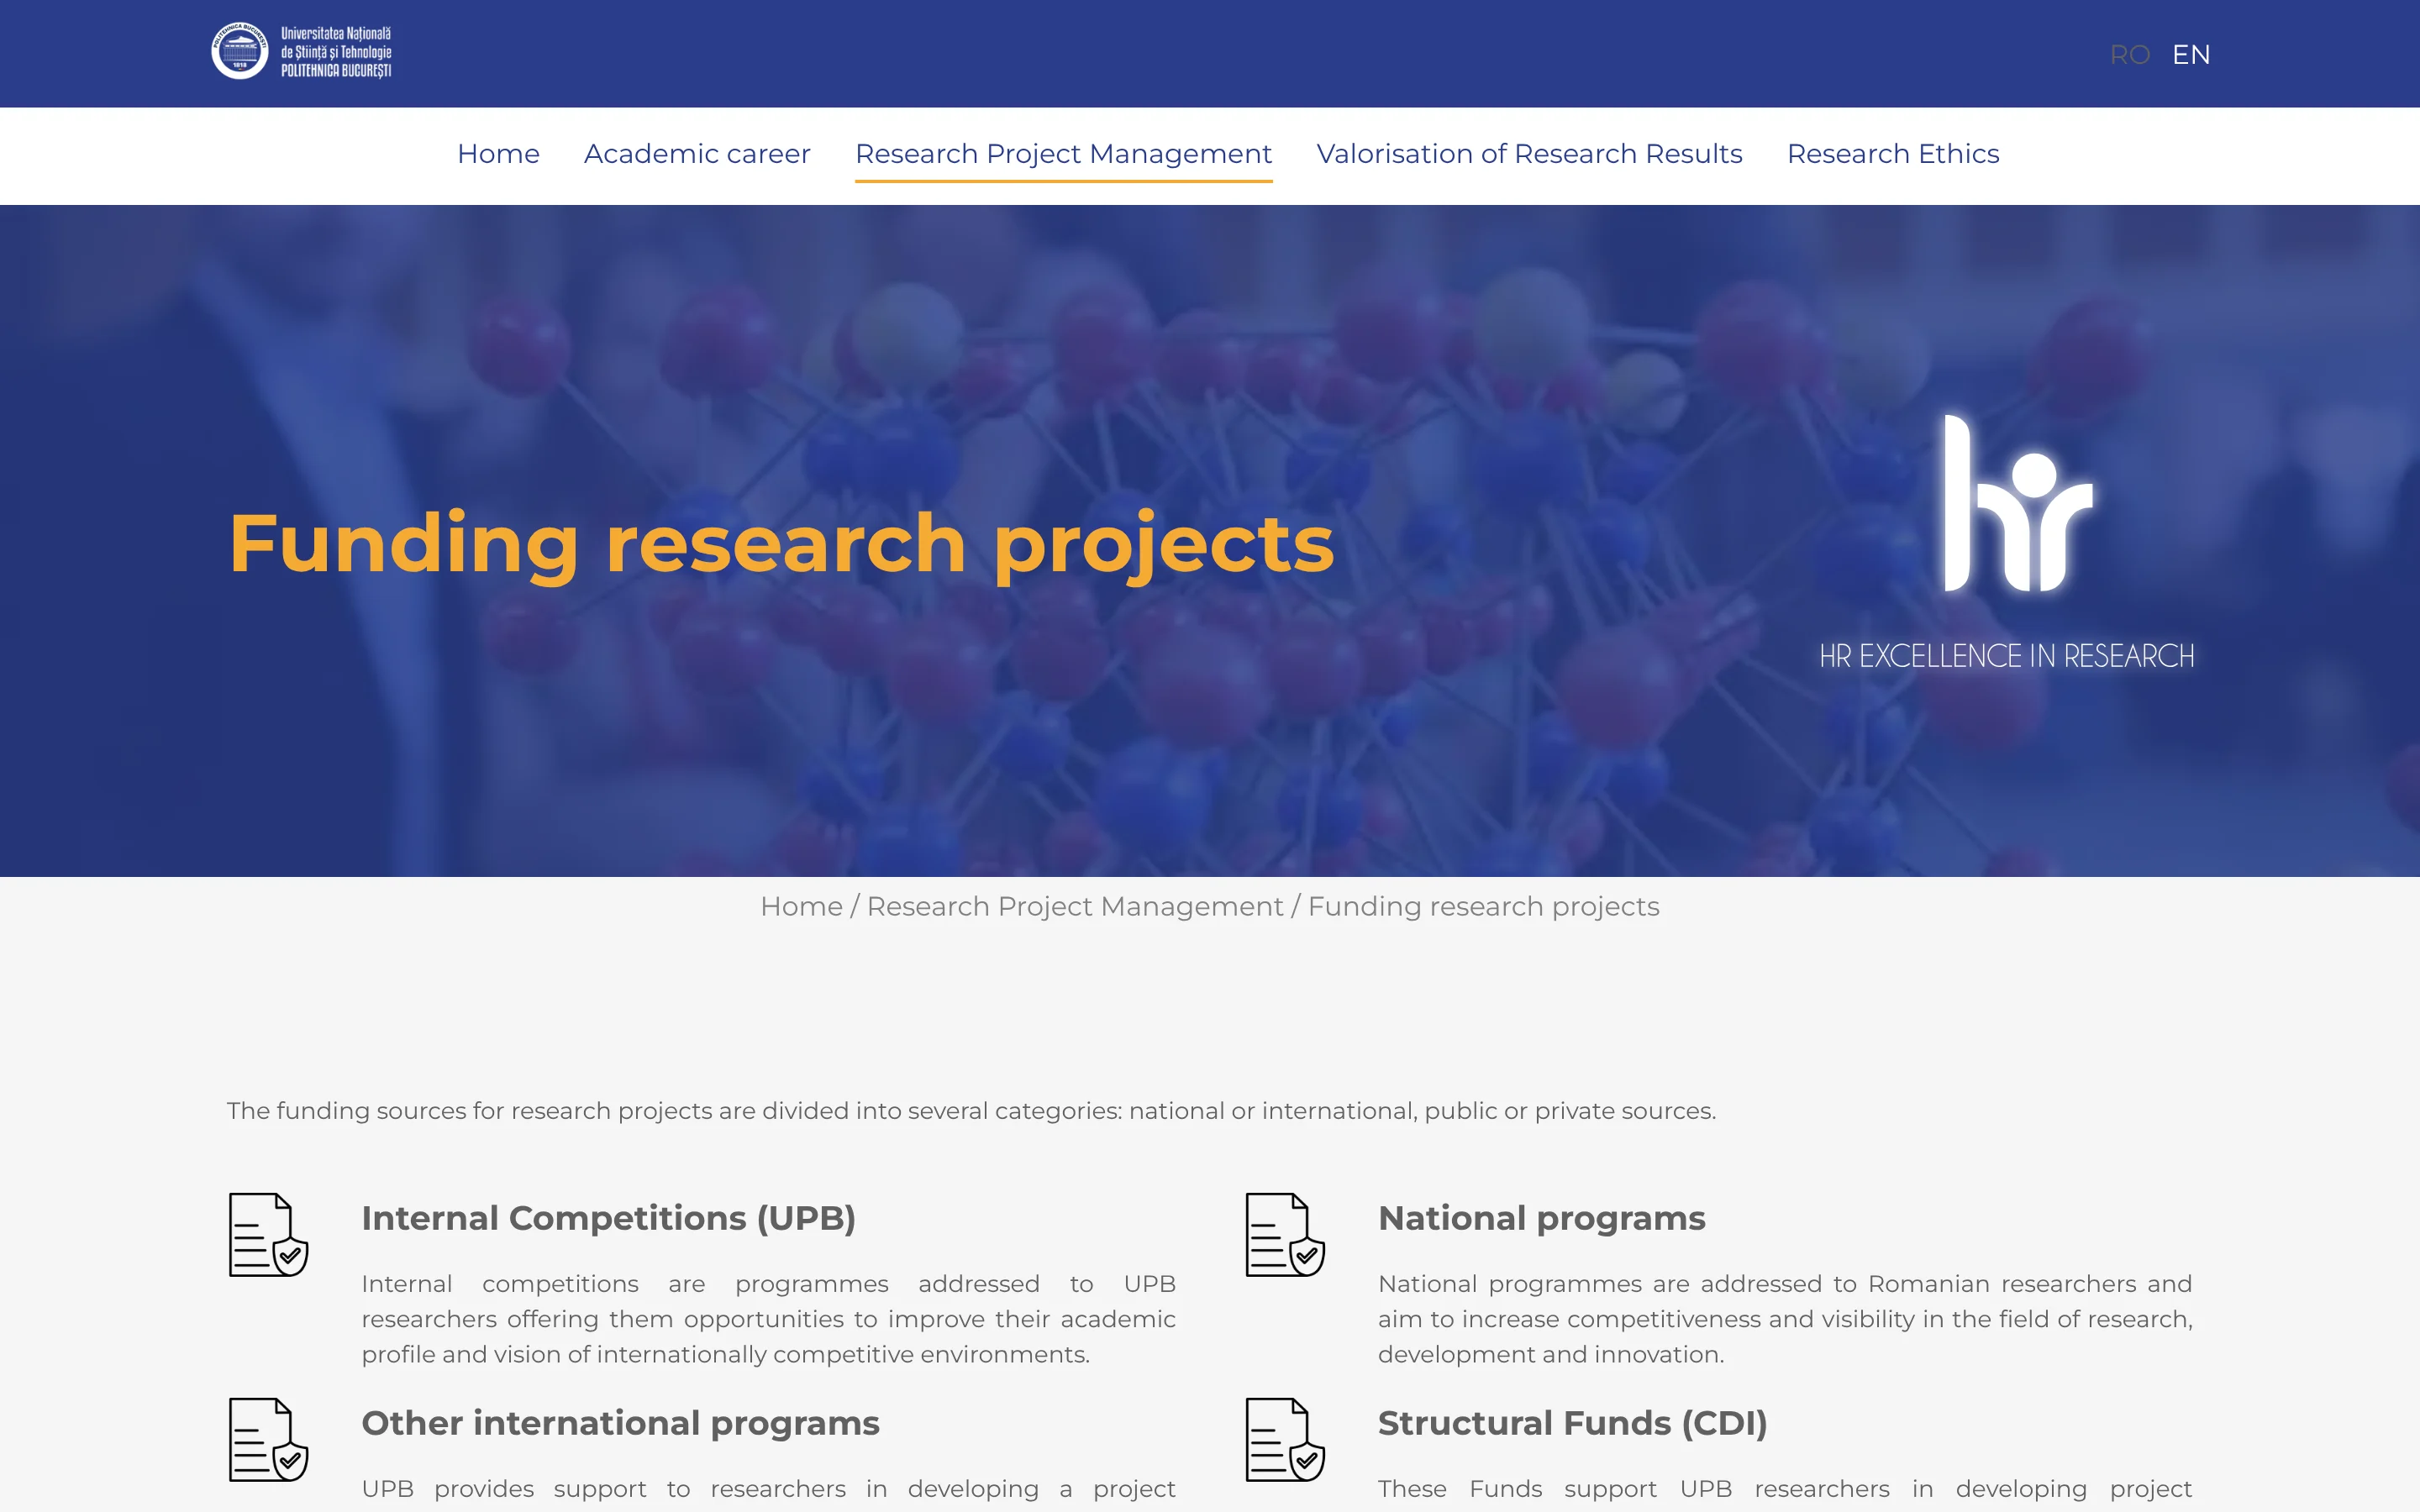 POLITEHNICA BUCUREȘTI
1818
Universitatea Națională
de Știință și Tehnologie
POLITEHNICA BUCUREȘTI
RO EN
Home Academic career Research Project Management Valorisation of Research Results Research Ethics
Funding research projects
hr
HR EXCELLENCE IN RESEARCH
Home / Research Project Management / Funding research projects
The funding sources for research projects are divided into several categories: national or international, public or private sources.
Internal Competitions (UPB)
Internal competitions are programmes addressed to UPB
researchers offering them opportunities to improve their academic
profile and vision of internationally competitive environments.
National programs
National programmes are addressed to Romanian researchers and
aim to increase competitiveness and visibility in the field of research,
development and innovation.
Other international programs
UPB provides support to researchers in developing a project
Structural Funds (CDI)
These Funds support UPB researchers in developing project